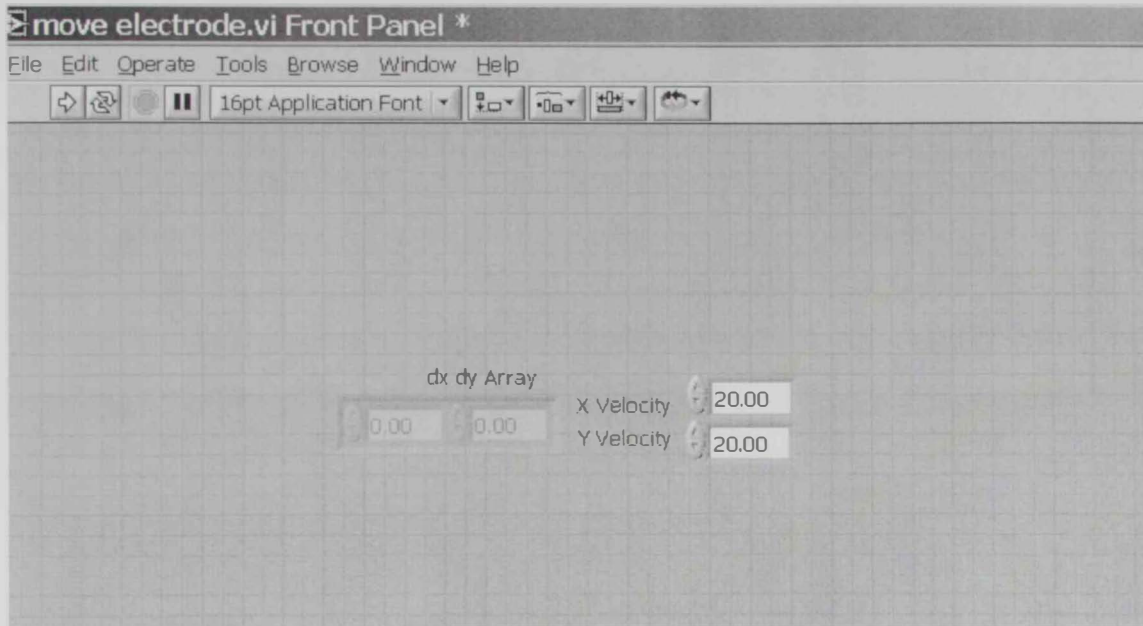 move electrode.vi Front Panel *
File Edit Operate Tools Browse Window Help
16pt Application Font
dx dy Array
0.00 0.00
X Velocity 20.00
Y Velocity 20.00